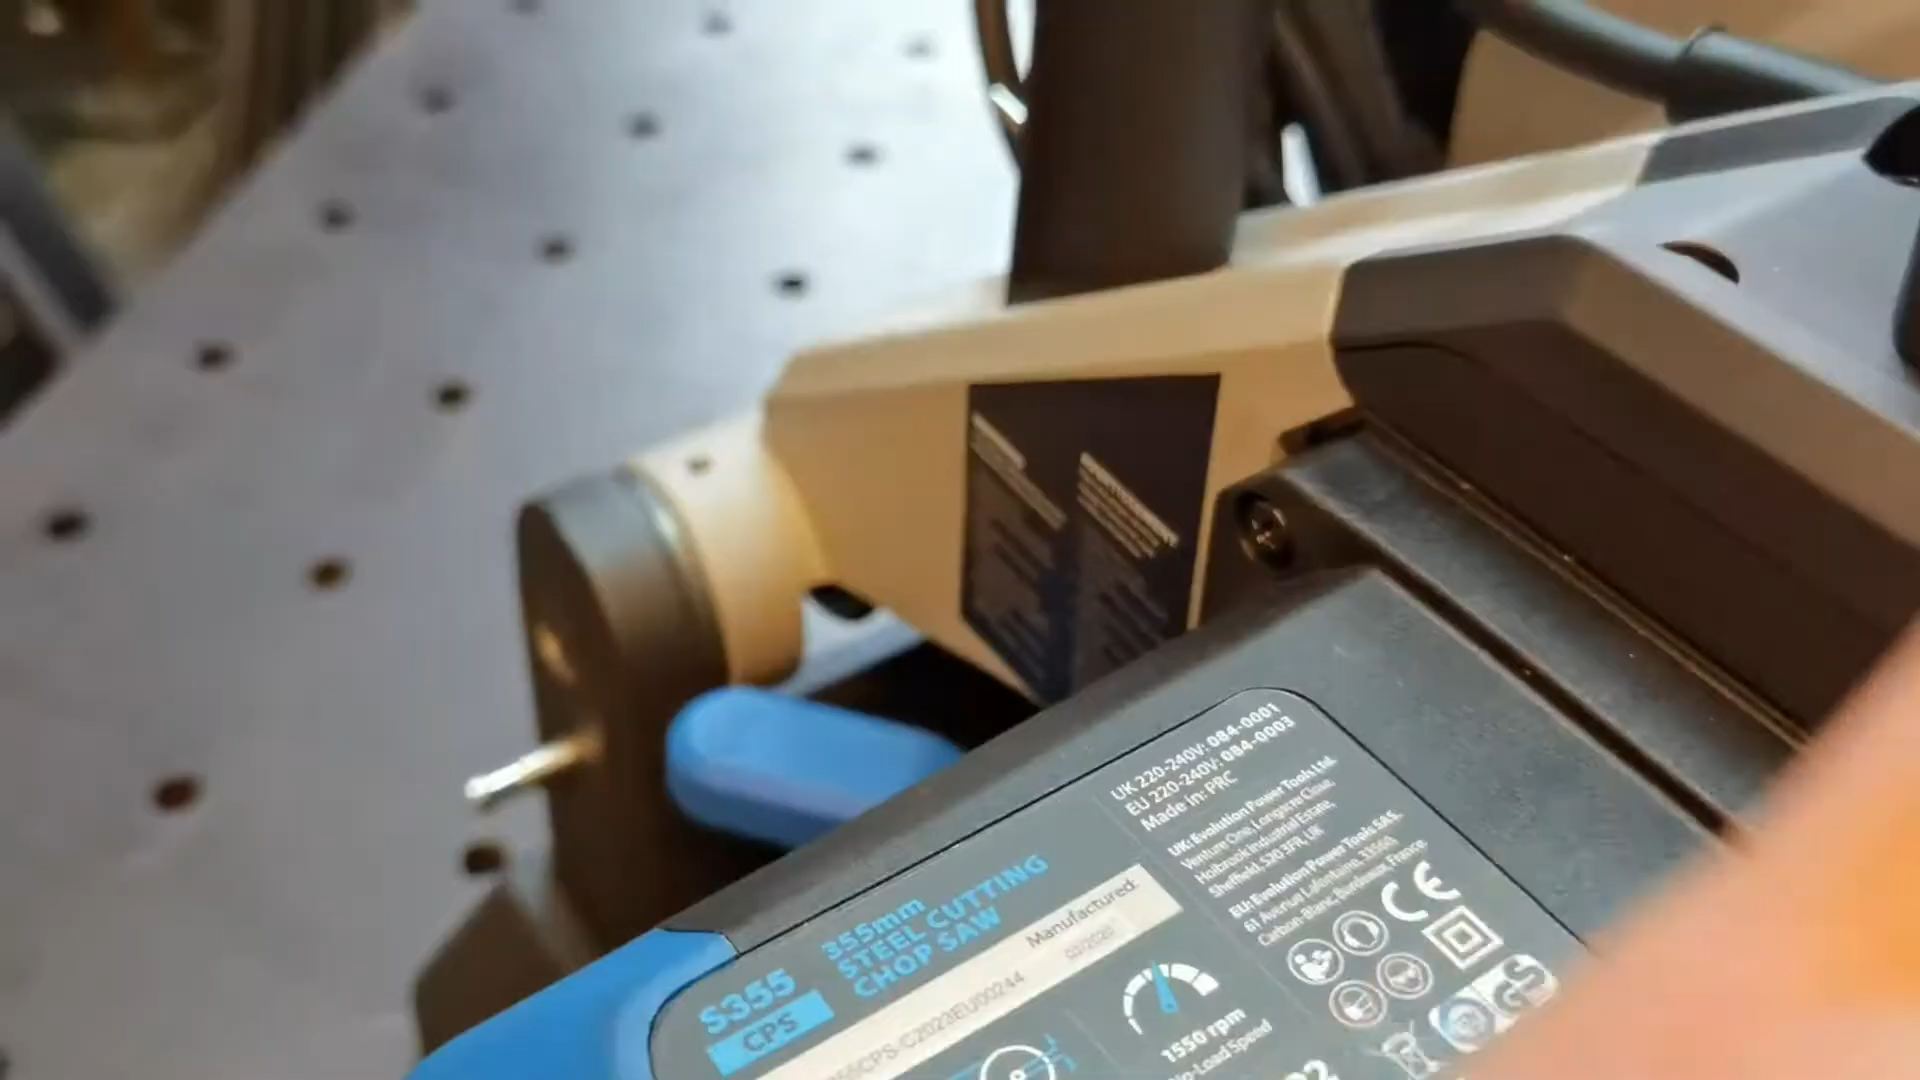 UK 220-240V: 084-0001
EU 220-240V: 084-0003
Made in: PRC
UK: Evolution Power Tools Ltd.
Venture One, Longacre Close,
Holbrook Industrial Estate,
Sheffield, S20 3FR, UK
EU: Evolution Power Tools SAS.
61 Avenue Lafontaine, 33560
Carbon-Blanc, Bordeaux, France.
CE
S355
CPS
355mm
STEEL CUTTING
CHOP SAW
Manufactured:
1550 rpm
No-Load Speed